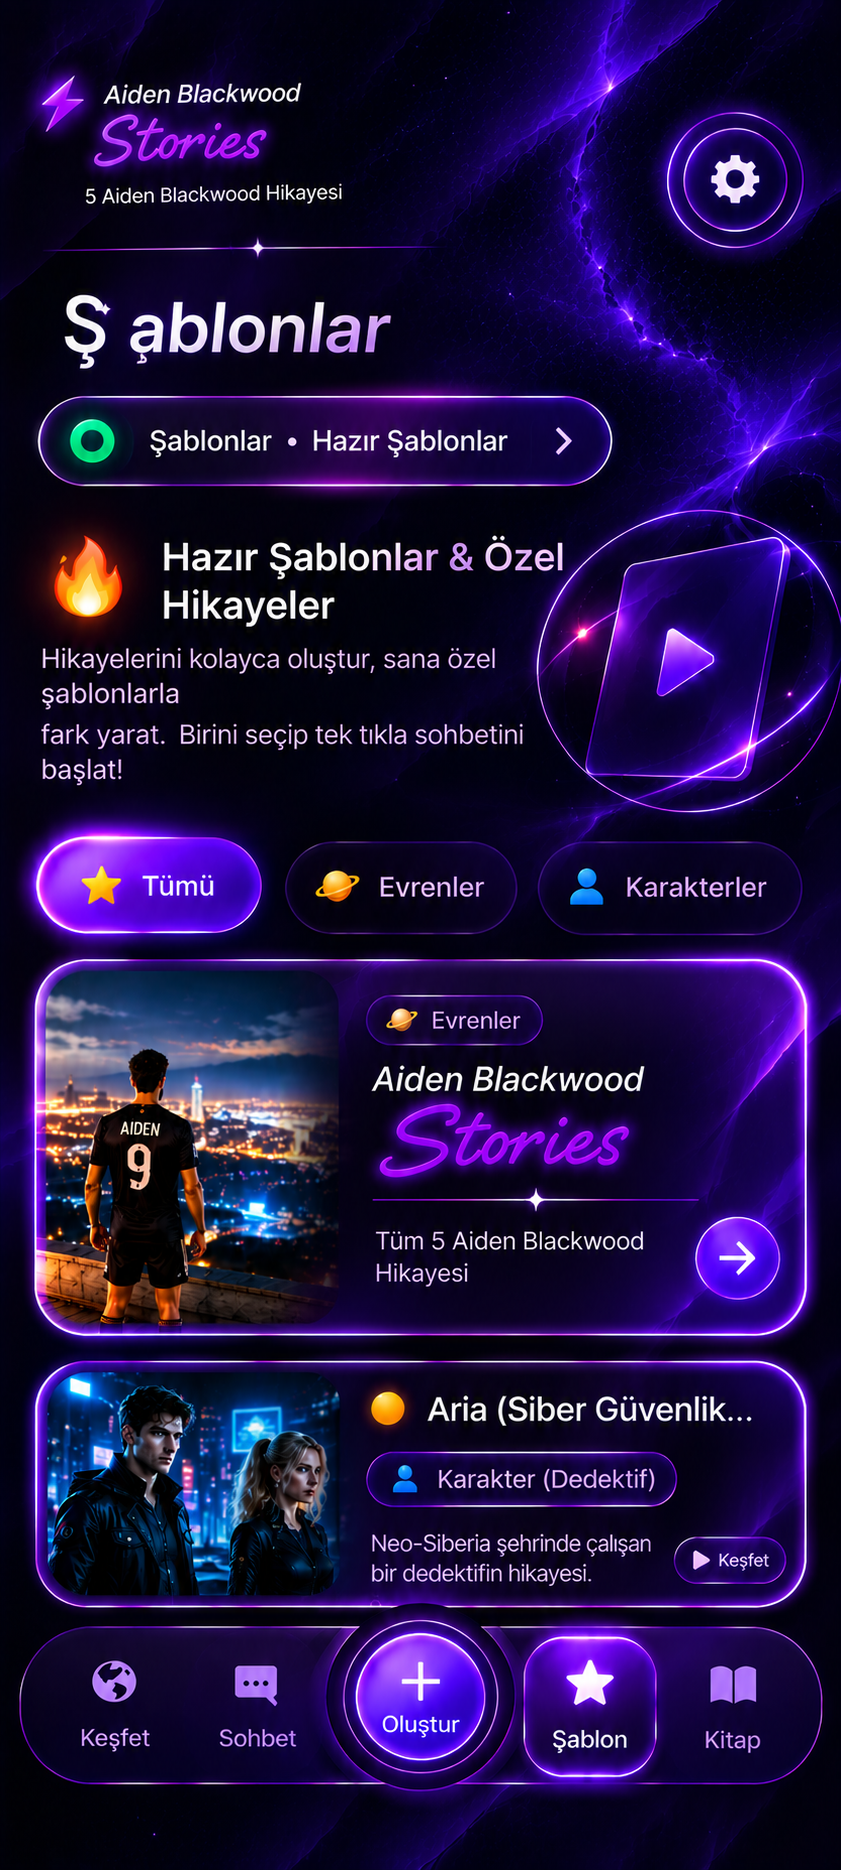 Aiden Blackwood
Stories
5 Aiden Blackwood Hikayesi
Ş ablonlar
Şablonlar • Hazır Şablonlar
Hazır Şablonlar & Özel
Hikayeler
Hikayelerini kolayca oluştur, sana özel
şablonlarla
fark yarat. Birini seçip tek tıkla sohbetini
başlat!
Tümü
Evrenler
Karakterler
AIDEN
9
Evrenler
Aiden Blackwood
Stories
Tüm 5 Aiden Blackwood
Hikayesi
Aria (Siber Güvenlik...
Karakter (Dedektif)
Neo-Siberia şehrinde çalışan
bir dedektifin hikayesi.
Keşfet
Keşfet
Sohbet
Oluştur
Şablon
Kitap